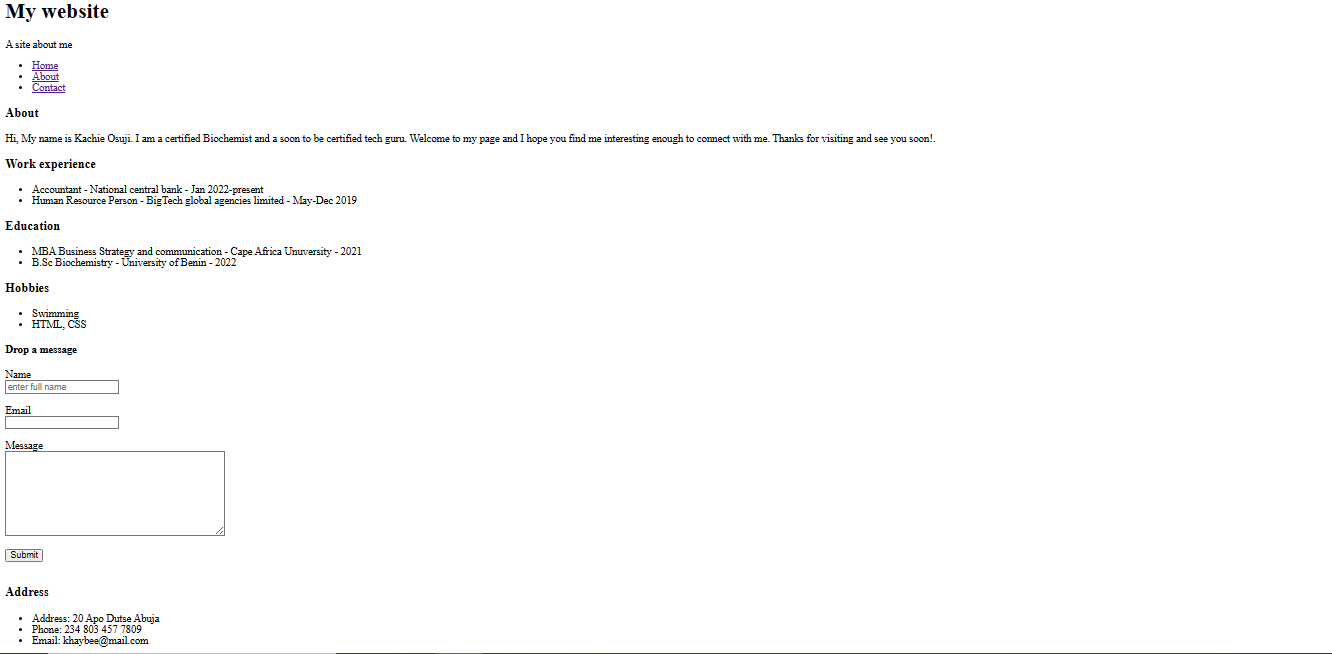 My website
A site about me
Home
About
Contact
About
Hi, My name is Kachie Osuji. I am a certified Biochemist and a soon to be certified tech guru. Welcome to my page and I hope you find me interesting enough to connect with me. Thanks for visiting and see you soon!.
Work experience
Accountant - National central bank - Jan 2022-present
Human Resource Person - BigTech global agencies limited - May-Dec 2019
Education
MBA Business Strategy and communication - Cape Africa Unuversity - 2021
B.Sc Biochemistry - University of Benin - 2022
Hobbies
Swimming
HTML, CSS
Drop a message
Name
enter full name
Email
Message
Submit
Address
Address: 20 Apo Dutse Abuja
Phone: 234 803 457 7809
Email: khaybee@mail.com